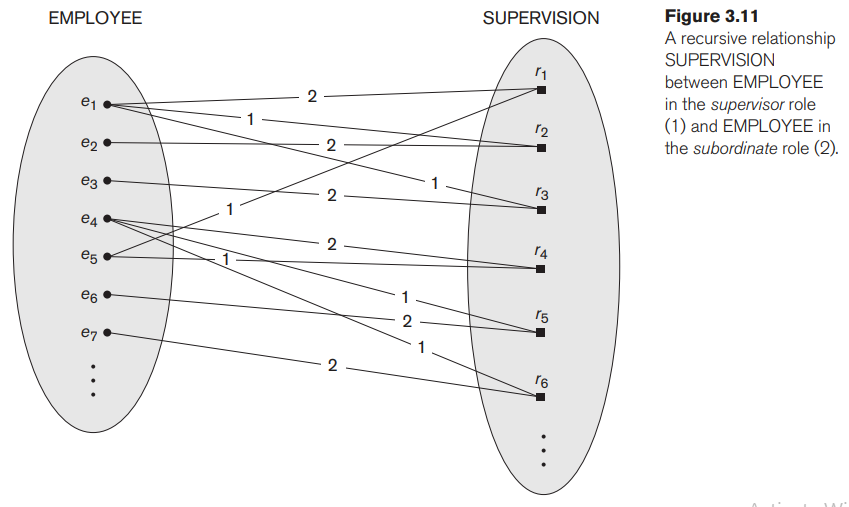 EMPLOYEE
SUPERVISION
Figure 3.11
A recursive relationship
SUPERVISION
between EMPLOYEE
in the supervisor role
(1) and EMPLOYEE in
the subordinate role (2).
e1
e2
e3
e4
e5
e6
e7
2
1
2
1
2
1
2
1
1
2
1
2
r1
r2
r3
r4
r5
r6